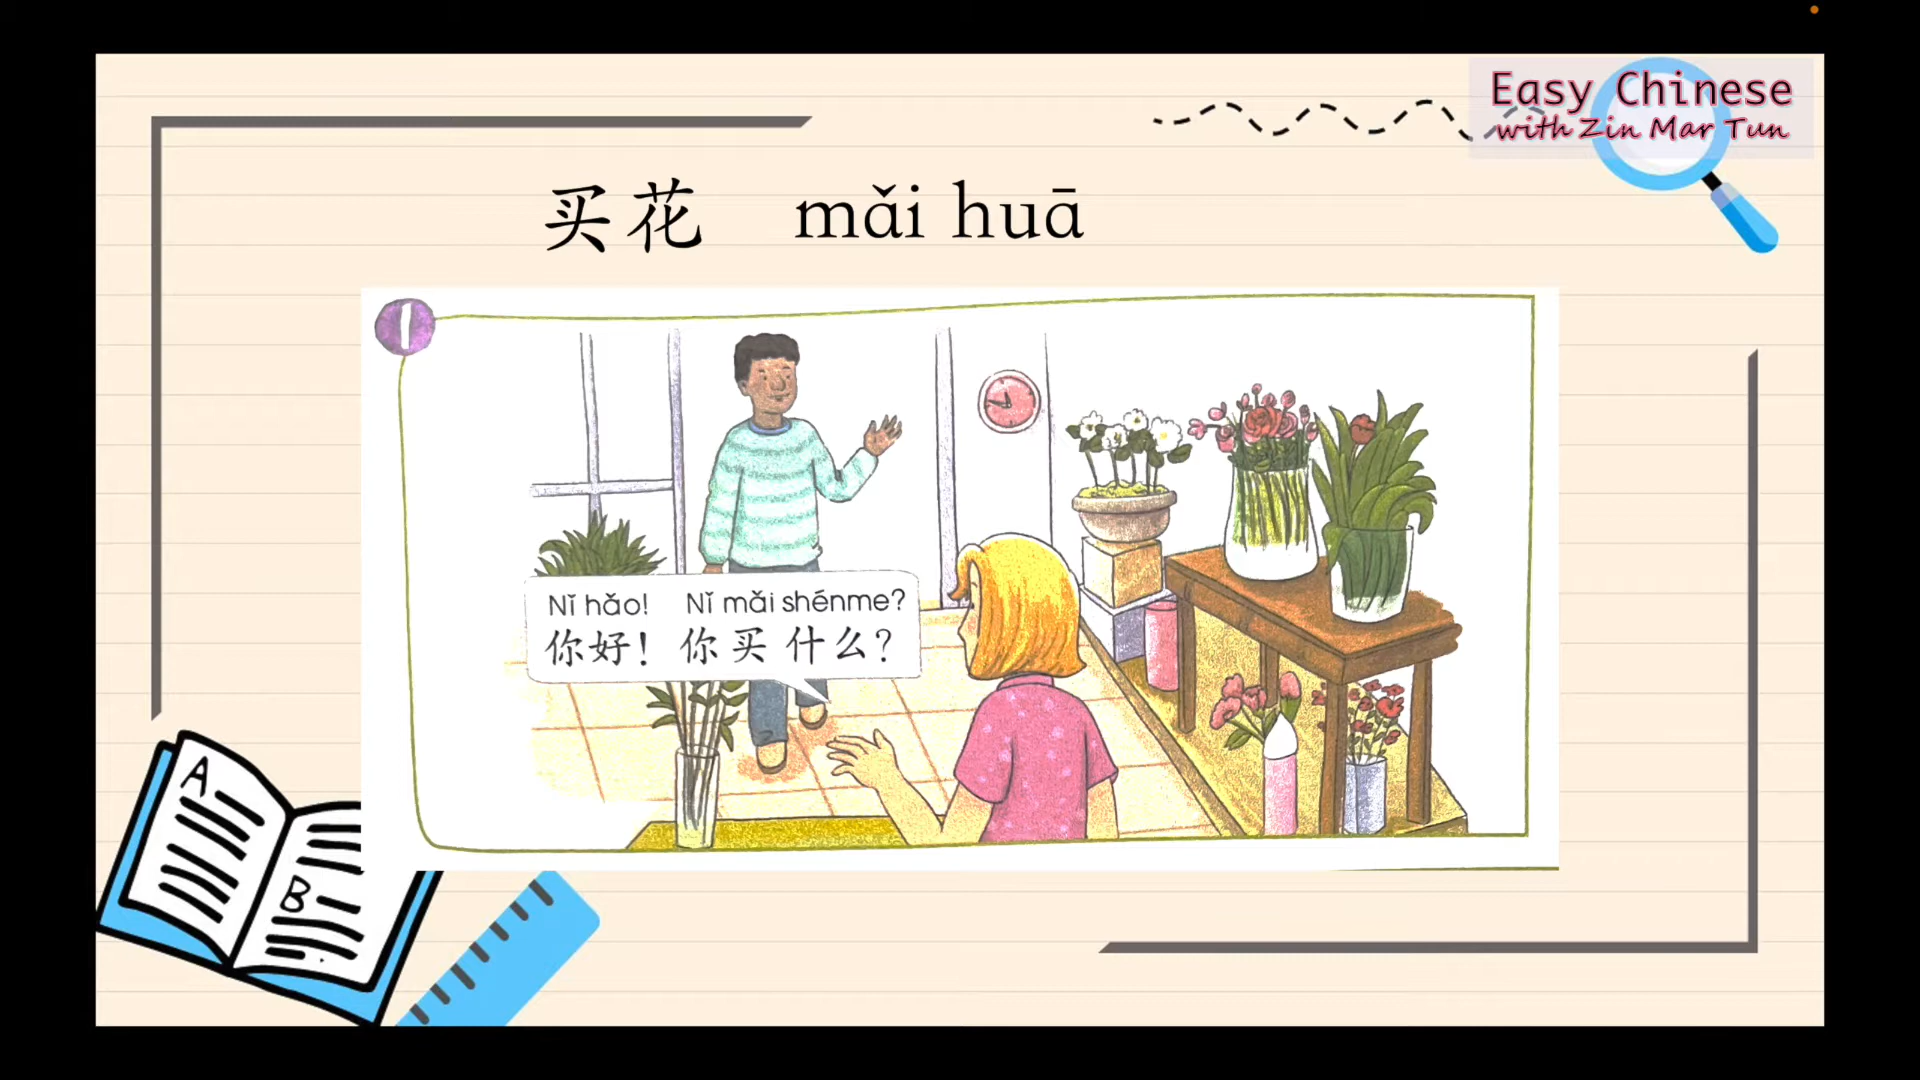 Easy Chinese
with Zin Mar Tun
买花 mǎi huā
1
Nǐ hǎo! Nǐ mǎi shénme?
你好! 你买什么?
A
B